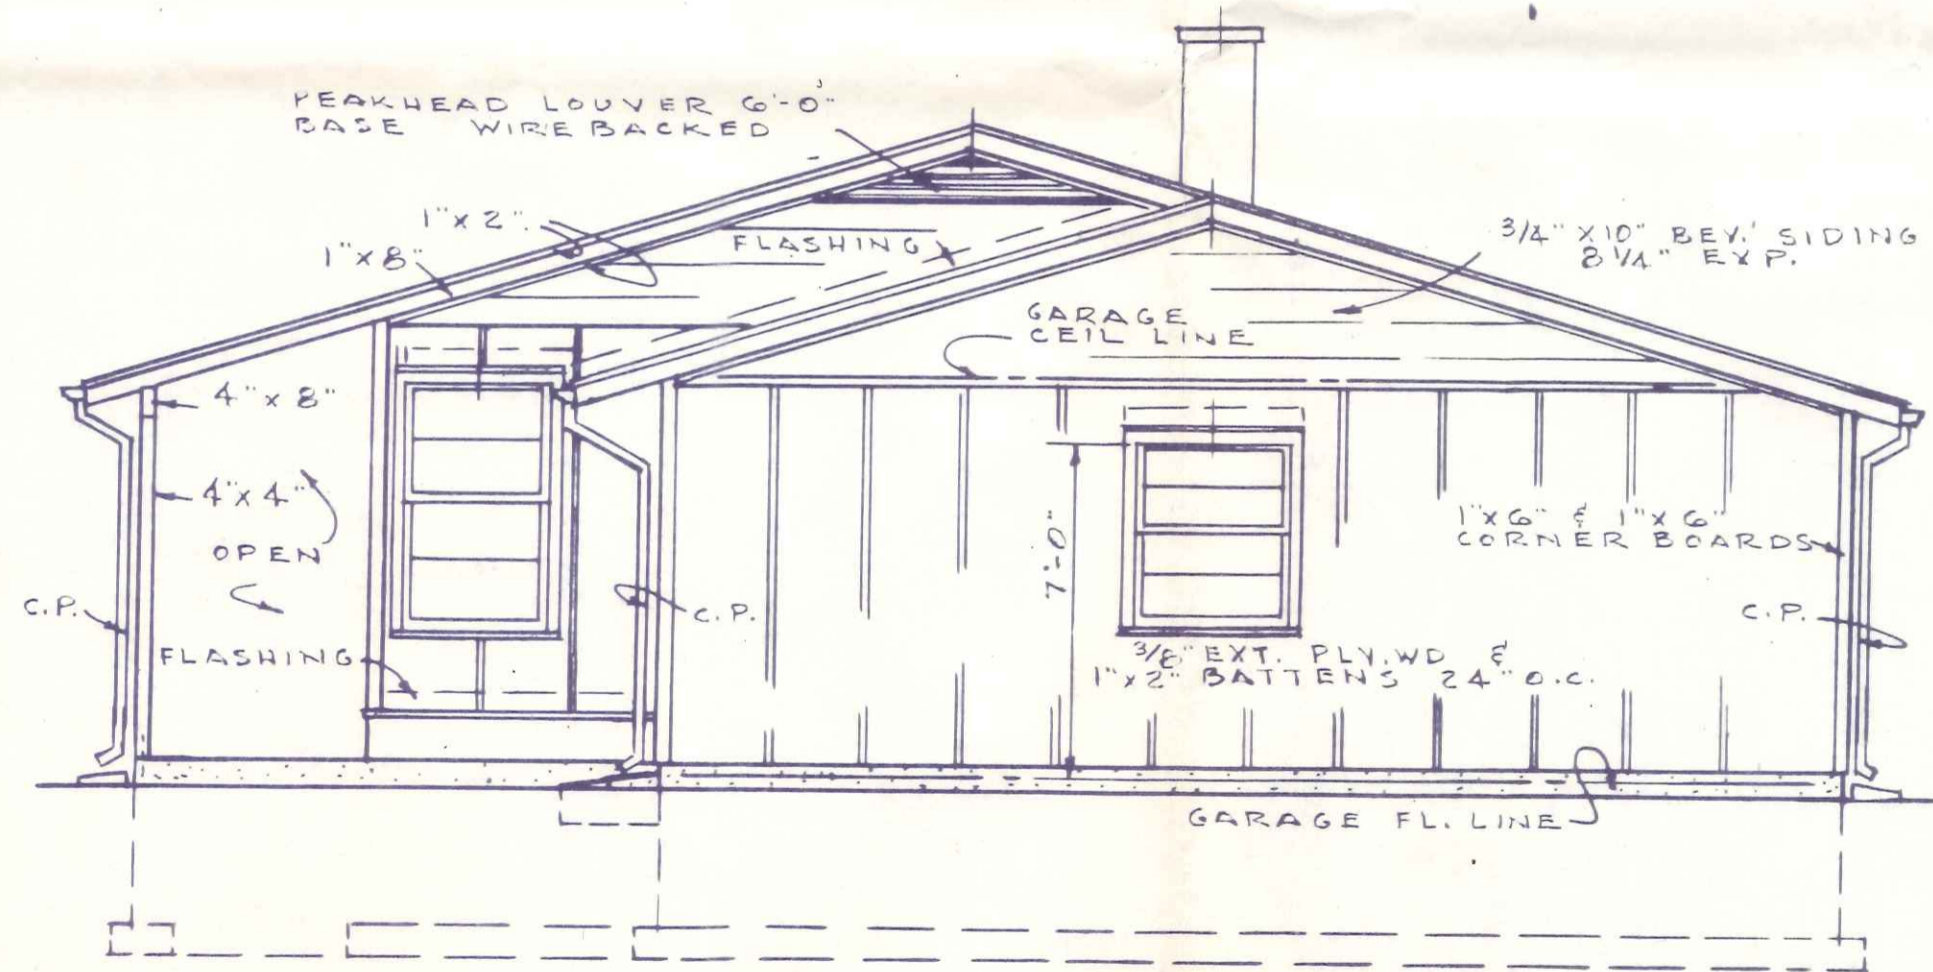 PEAKHEAD LOUVER 6'-0"
BASE WIRE BACKED
1" x 2"
1" x 8"
FLASHING
3/4" X 10" BEV.' SIDING
8 1/4" EXP.
GARAGE
CEIL LINE
4" x 8"
4" x 4"
OPEN
7'-0"
1" x 6" & 1" x 6"
CORNER BOARDS
C.P.
C.P.
C.P.
FLASHING
3/8" EXT. PLY.WD &
1" x 2" BATTENS 24" O.C.
GARAGE FL. LINE